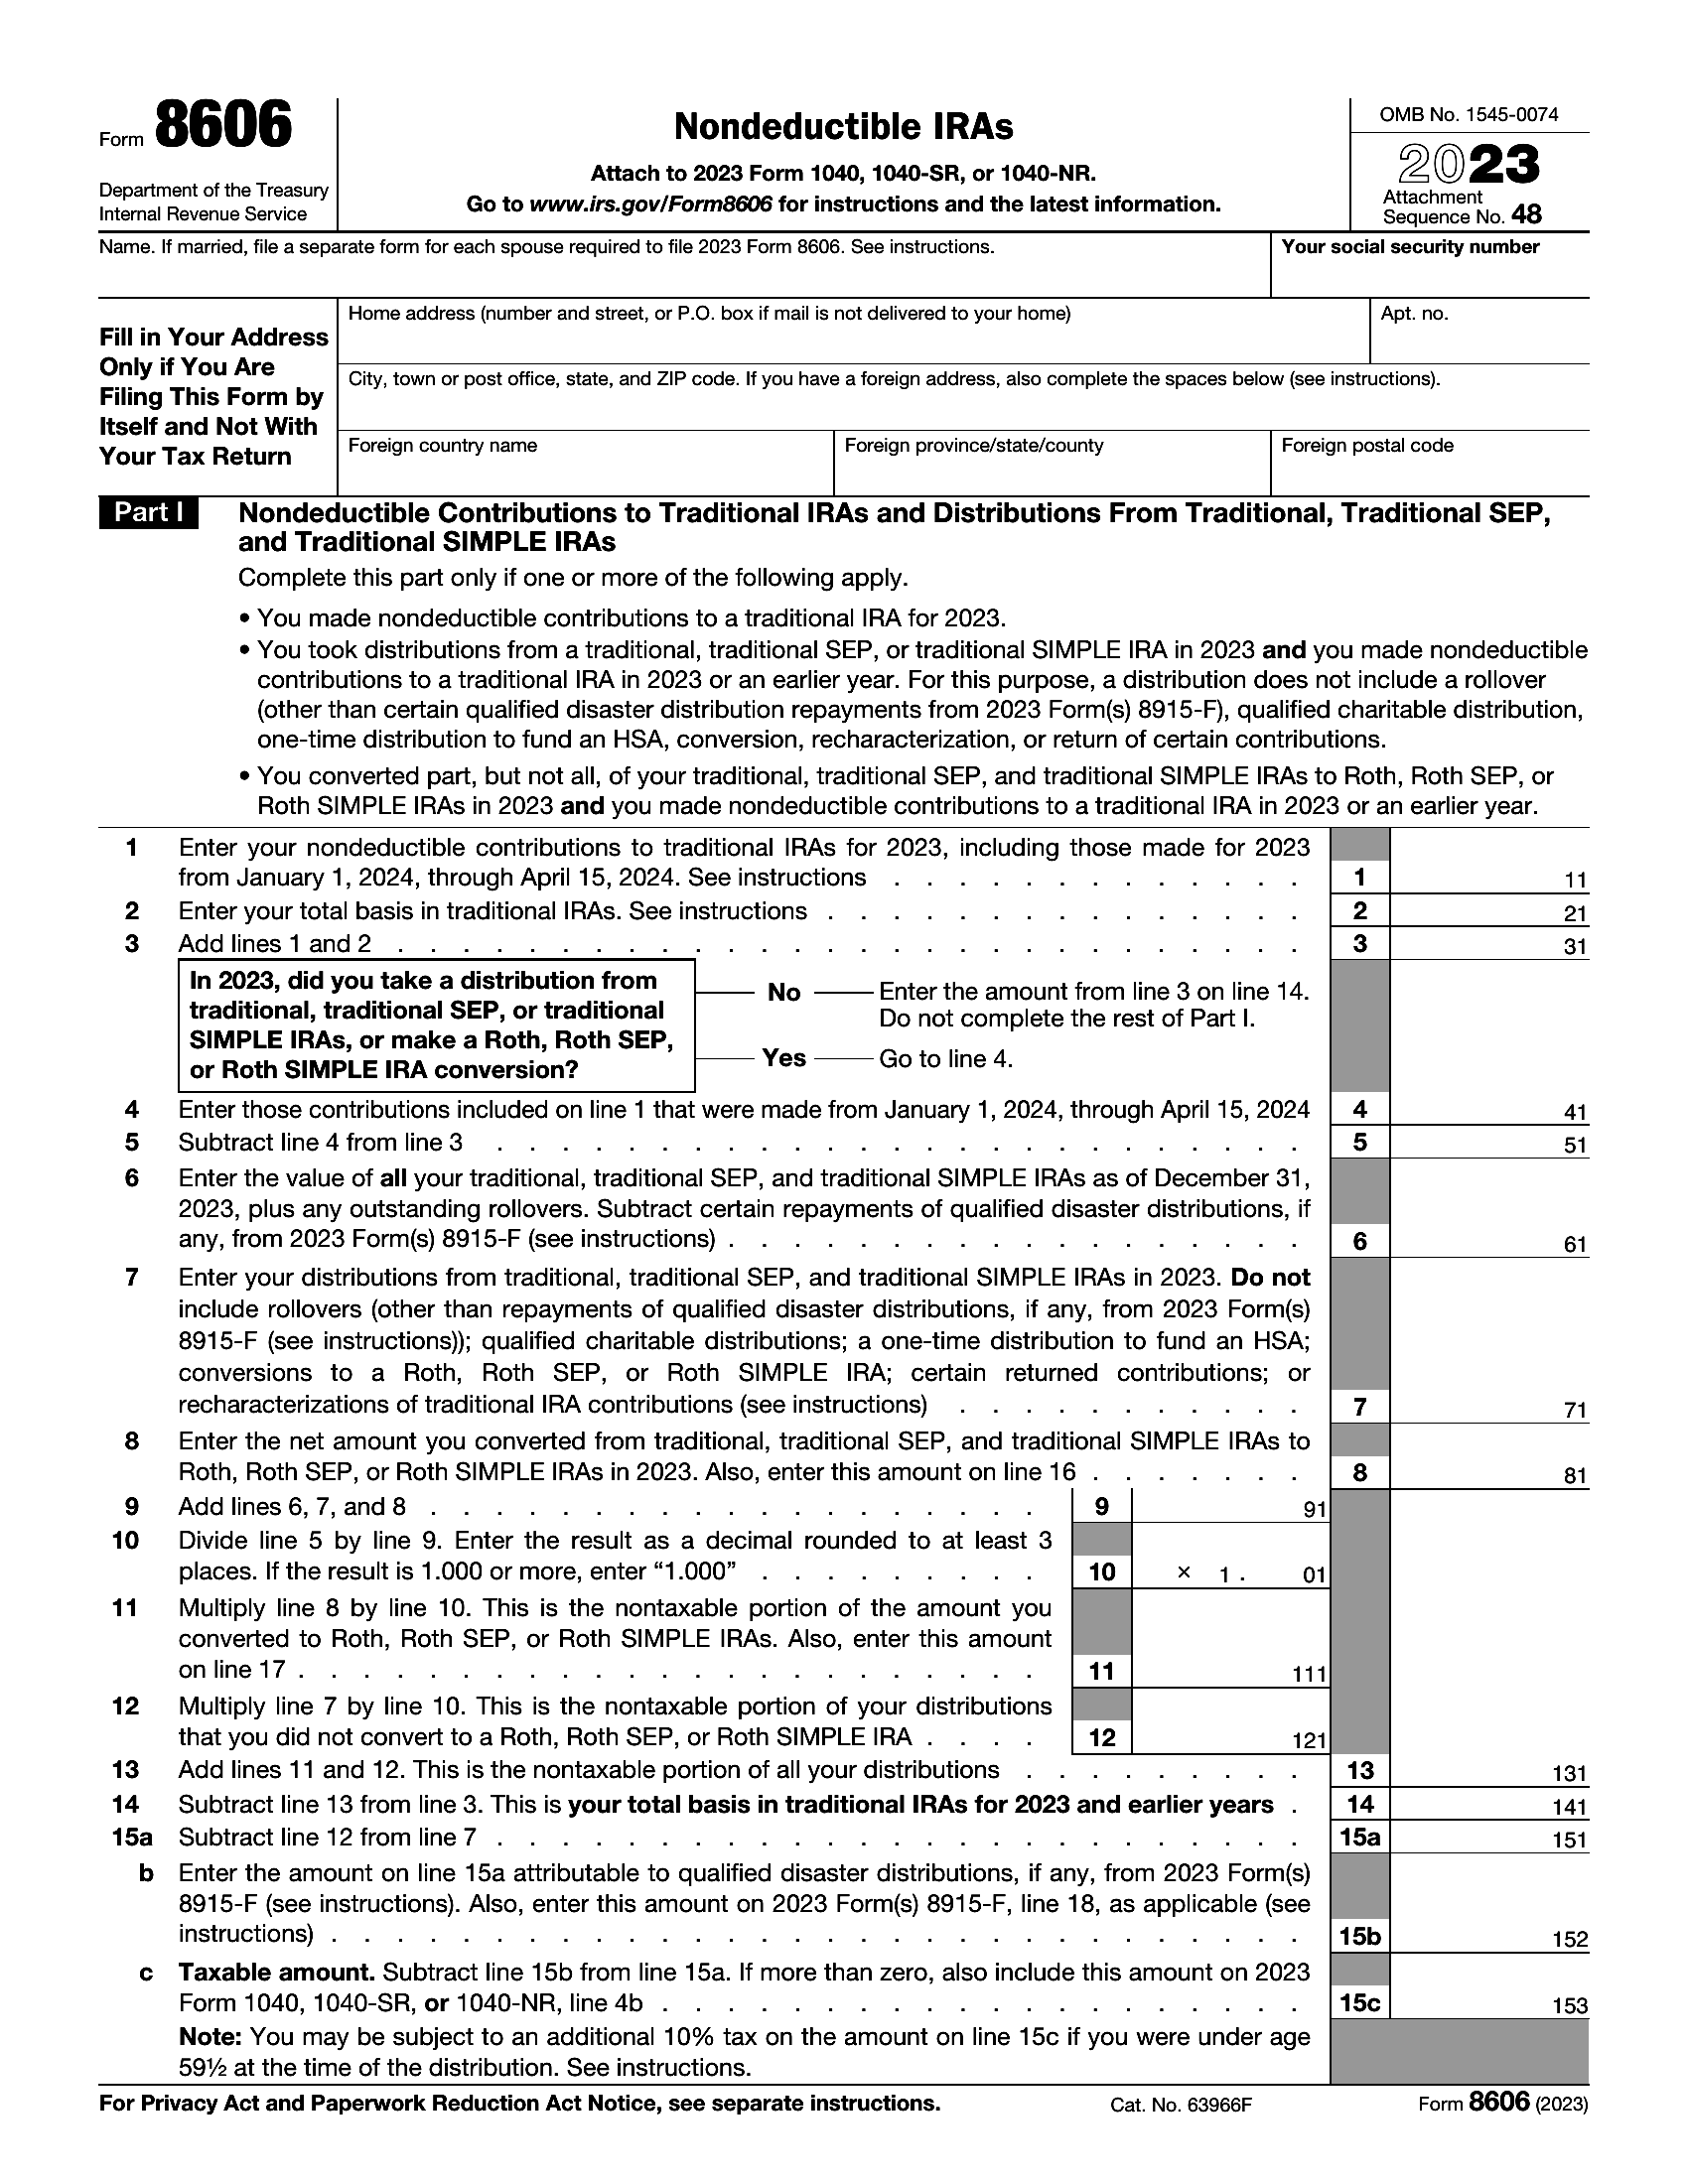 Form 8606
Department of the Treasury
Internal Revenue Service
Nondeductible IRAs
Attach to 2023 Form 1040, 1040-SR, or 1040-NR.
Go to www.irs.gov/Form8606 for instructions and the latest information.
OMB No. 1545-0074
2023
Attachment
Sequence No. 48
Name. If married, file a separate form for each spouse required to file 2023 Form 8606. See instructions.
Your social security number
Fill in Your Address
Only if You Are
Filing This Form by
Itself and Not With
Your Tax Return
Home address (number and street, or P.O. box if mail is not delivered to your home)
Apt. no.
City, town or post office, state, and ZIP code. If you have a foreign address, also complete the spaces below (see instructions).
Foreign country name
Foreign province/state/county
Foreign postal code
Part I Nondeductible Contributions to Traditional IRAs and Distributions From Traditional, Traditional SEP,
and Traditional SIMPLE IRAs
Complete this part only if one or more of the following apply.
• You made nondeductible contributions to a traditional IRA for 2023.
• You took distributions from a traditional, traditional SEP, or traditional SIMPLE IRA in 2023 and you made nondeductible
contributions to a traditional IRA in 2023 or an earlier year. For this purpose, a distribution does not include a rollover
(other than certain qualified disaster distribution repayments from 2023 Form(s) 8915-F), qualified charitable distribution,
one-time distribution to fund an HSA, conversion, recharacterization, or return of certain contributions.
• You converted part, but not all, of your traditional, traditional SEP, and traditional SIMPLE IRAs to Roth, Roth SEP, or
Roth SIMPLE IRAs in 2023 and you made nondeductible contributions to a traditional IRA in 2023 or an earlier year.
1 Enter your nondeductible contributions to traditional IRAs for 2023, including those made for 2023
from January 1, 2024, through April 15, 2024. See instructions . . . . . . . . . . . . . 1 11
2 Enter your total basis in traditional IRAs. See instructions . . . . . . . . . . . . . . . 2 21
3 Add lines 1 and 2 . . . . . . . . . . . . . . . . . . . . . . . . . . . . 3 31
In 2023, did you take a distribution from
traditional, traditional SEP, or traditional
SIMPLE IRAs, or make a Roth, Roth SEP,
or Roth SIMPLE IRA conversion?
No Enter the amount from line 3 on line 14.
Do not complete the rest of Part I.
Yes Go to line 4.
4 Enter those contributions included on line 1 that were made from January 1, 2024, through April 15, 2024 4 41
5 Subtract line 4 from line 3 . . . . . . . . . . . . . . . . . . . . . . . . . 5 51
6 Enter the value of all your traditional, traditional SEP, and traditional SIMPLE IRAs as of December 31,
2023, plus any outstanding rollovers. Subtract certain repayments of qualified disaster distributions, if
any, from 2023 Form(s) 8915-F (see instructions) . . . . . . . . . . . . . . . . . . 6 61
7 Enter your distributions from traditional, traditional SEP, and traditional SIMPLE IRAs in 2023. Do not
include rollovers (other than repayments of qualified disaster distributions, if any, from 2023 Form(s)
8915-F (see instructions)); qualified charitable distributions; a one-time distribution to fund an HSA;
conversions to a Roth, Roth SEP, or Roth SIMPLE IRA; certain returned contributions; or
recharacterizations of traditional IRA contributions (see instructions) . . . . . . . . . . . 7 71
8 Enter the net amount you converted from traditional, traditional SEP, and traditional SIMPLE IRAs to
Roth, Roth SEP, or Roth SIMPLE IRAs in 2023. Also, enter this amount on line 16 . . . . . . . 8 81
9 Add lines 6, 7, and 8 . . . . . . . . . . . . . . . . . . . 9 91
10 Divide line 5 by line 9. Enter the result as a decimal rounded to at least 3
places. If the result is 1.000 or more, enter “1.000” . . . . . . . . . 10 × 1 . 01
11 Multiply line 8 by line 10. This is the nontaxable portion of the amount you
converted to Roth, Roth SEP, or Roth SIMPLE IRAs. Also, enter this amount
on line 17 . . . . . . . . . . . . . . . . . . . . . . . 11 111
12 Multiply line 7 by line 10. This is the nontaxable portion of your distributions
that you did not convert to a Roth, Roth SEP, or Roth SIMPLE IRA . . . . 12 121
13 Add lines 11 and 12. This is the nontaxable portion of all your distributions . . . . . . . . . 13 131
14 Subtract line 13 from line 3. This is your total basis in traditional IRAs for 2023 and earlier years . 14 141
15a Subtract line 12 from line 7 . . . . . . . . . . . . . . . . . . . . . . . . . 15a 151
b Enter the amount on line 15a attributable to qualified disaster distributions, if any, from 2023 Form(s)
8915-F (see instructions). Also, enter this amount on 2023 Form(s) 8915-F, line 18, as applicable (see
instructions) . . . . . . . . . . . . . . . . . . . . . . . . . . . . . . 15b 152
c Taxable amount. Subtract line 15b from line 15a. If more than zero, also include this amount on 2023
Form 1040, 1040-SR, or 1040-NR, line 4b . . . . . . . . . . . . . . . . . . . . 15c 153
Note: You may be subject to an additional 10% tax on the amount on line 15c if you were under age
59½ at the time of the distribution. See instructions.
For Privacy Act and Paperwork Reduction Act Notice, see separate instructions.
Cat. No. 63966F
Form 8606 (2023)